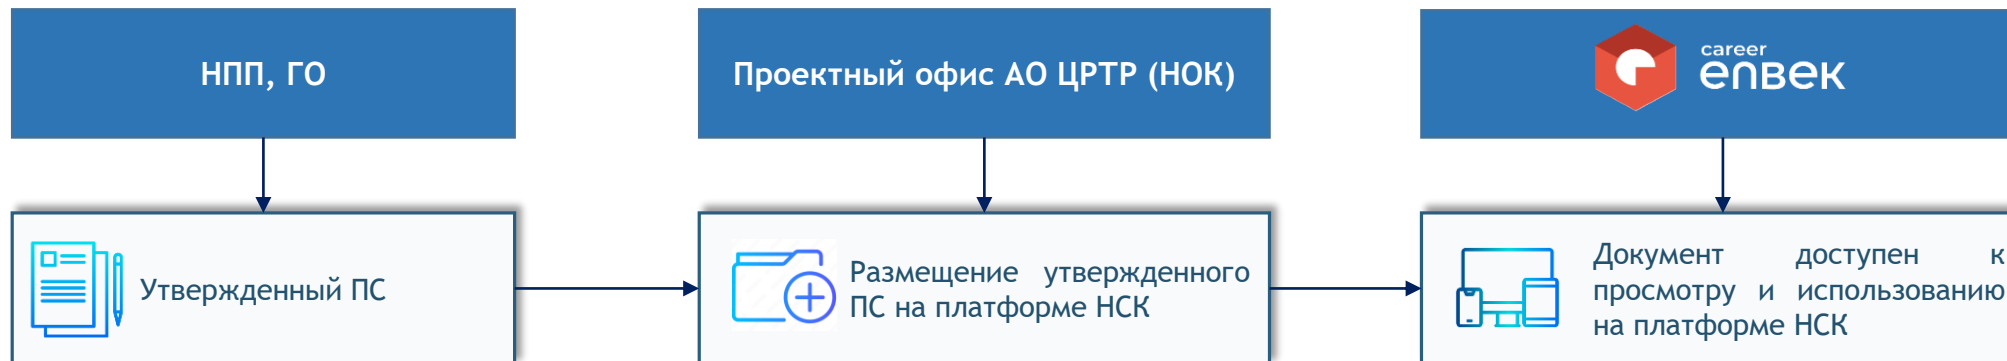 НПП, ГО
Проектный офис АО ЦРТР (НОК)
career
enbek
Утвержденный ПС
Размещение утвержденного
ПС на платформе НСК
Документ доступен к
просмотру и использованию
на платформе НСК